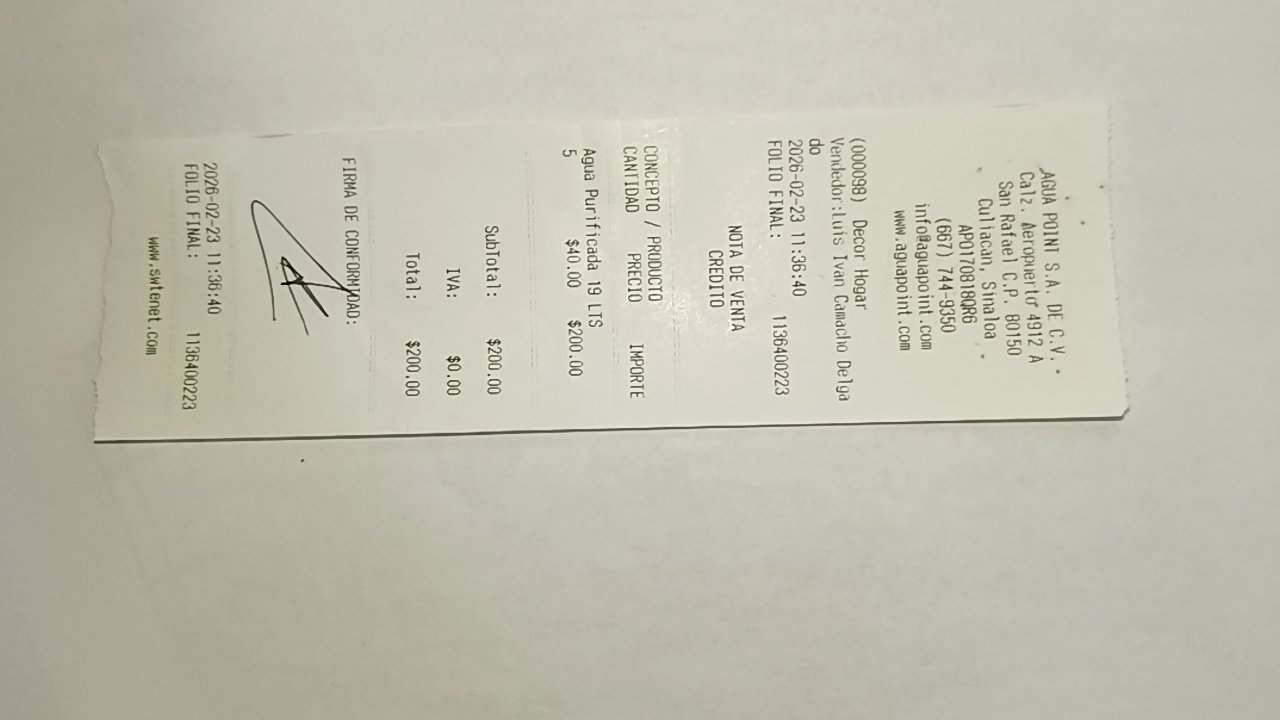 AGUA POINT S.A. DE C.V.
Calz. Aeropuerto 4912 A
San Rafael C.P. 80150
Culiacan, Sinaloa
APO170818QR6
(667) 744-9350
info@aguapoint.com
www.aguapoint.com
(000098) Decor Hogar
Vendedor:Luis Ivan Camacho Delga
do
2026-02-23 11:36:40
FOLIO FINAL: 1136400223
NOTA DE VENTA
CREDITO
CONCEPTO / PRODUCTO
CANTIDAD PRECIO IMPORTE
Agua Purificada 19 LTS
5 $40.00 $200.00
SubTotal: $200.00
IVA: $0.00
Total: $200.00
FIRMA DE CONFORMIDAD:
2026-02-23 11:36:40
FOLIO FINAL: 1136400223
www.swtenet.com